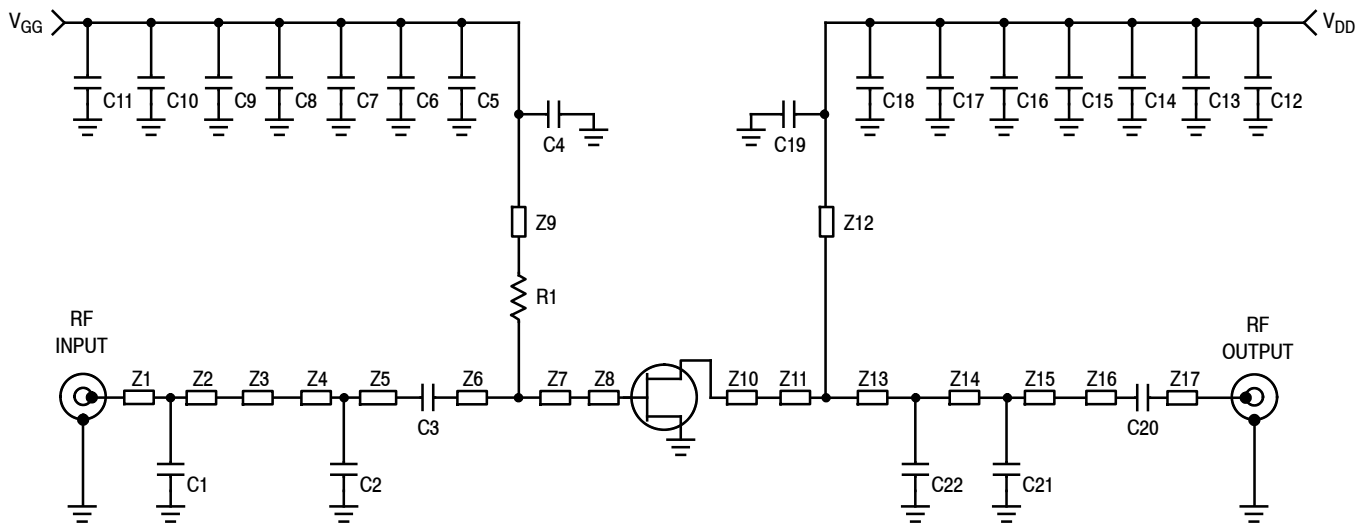 VGG VDD
C11 C10 C9 C8 C7 C6 C5 C18 C17 C16 C15 C14 C13 C12
C4 C19
Z9 Z12
R1
RF
INPUT
RF
OUTPUT
Z1 Z2 Z3 Z4 Z5 Z6 Z7 Z8 Z10 Z11 Z13 Z14 Z15 Z16 Z17
C3 C20
C1 C2 C22 C21